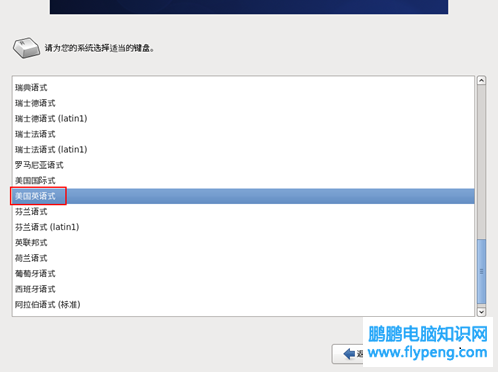 请为您的系统选择适当的键盘。
瑞典语式
瑞士德语式
瑞士德语式 (latin1)
瑞士法语式
瑞士法语式 (latin1)
罗马尼亚语式
美国国际式
美国英语式
芬兰语式
芬兰语式 (latin1)
英联邦式
荷兰语式
葡萄牙语式
西班牙语式
阿拉伯语式 (标准)
鹏鹏电脑知识网
www.flypeng.com